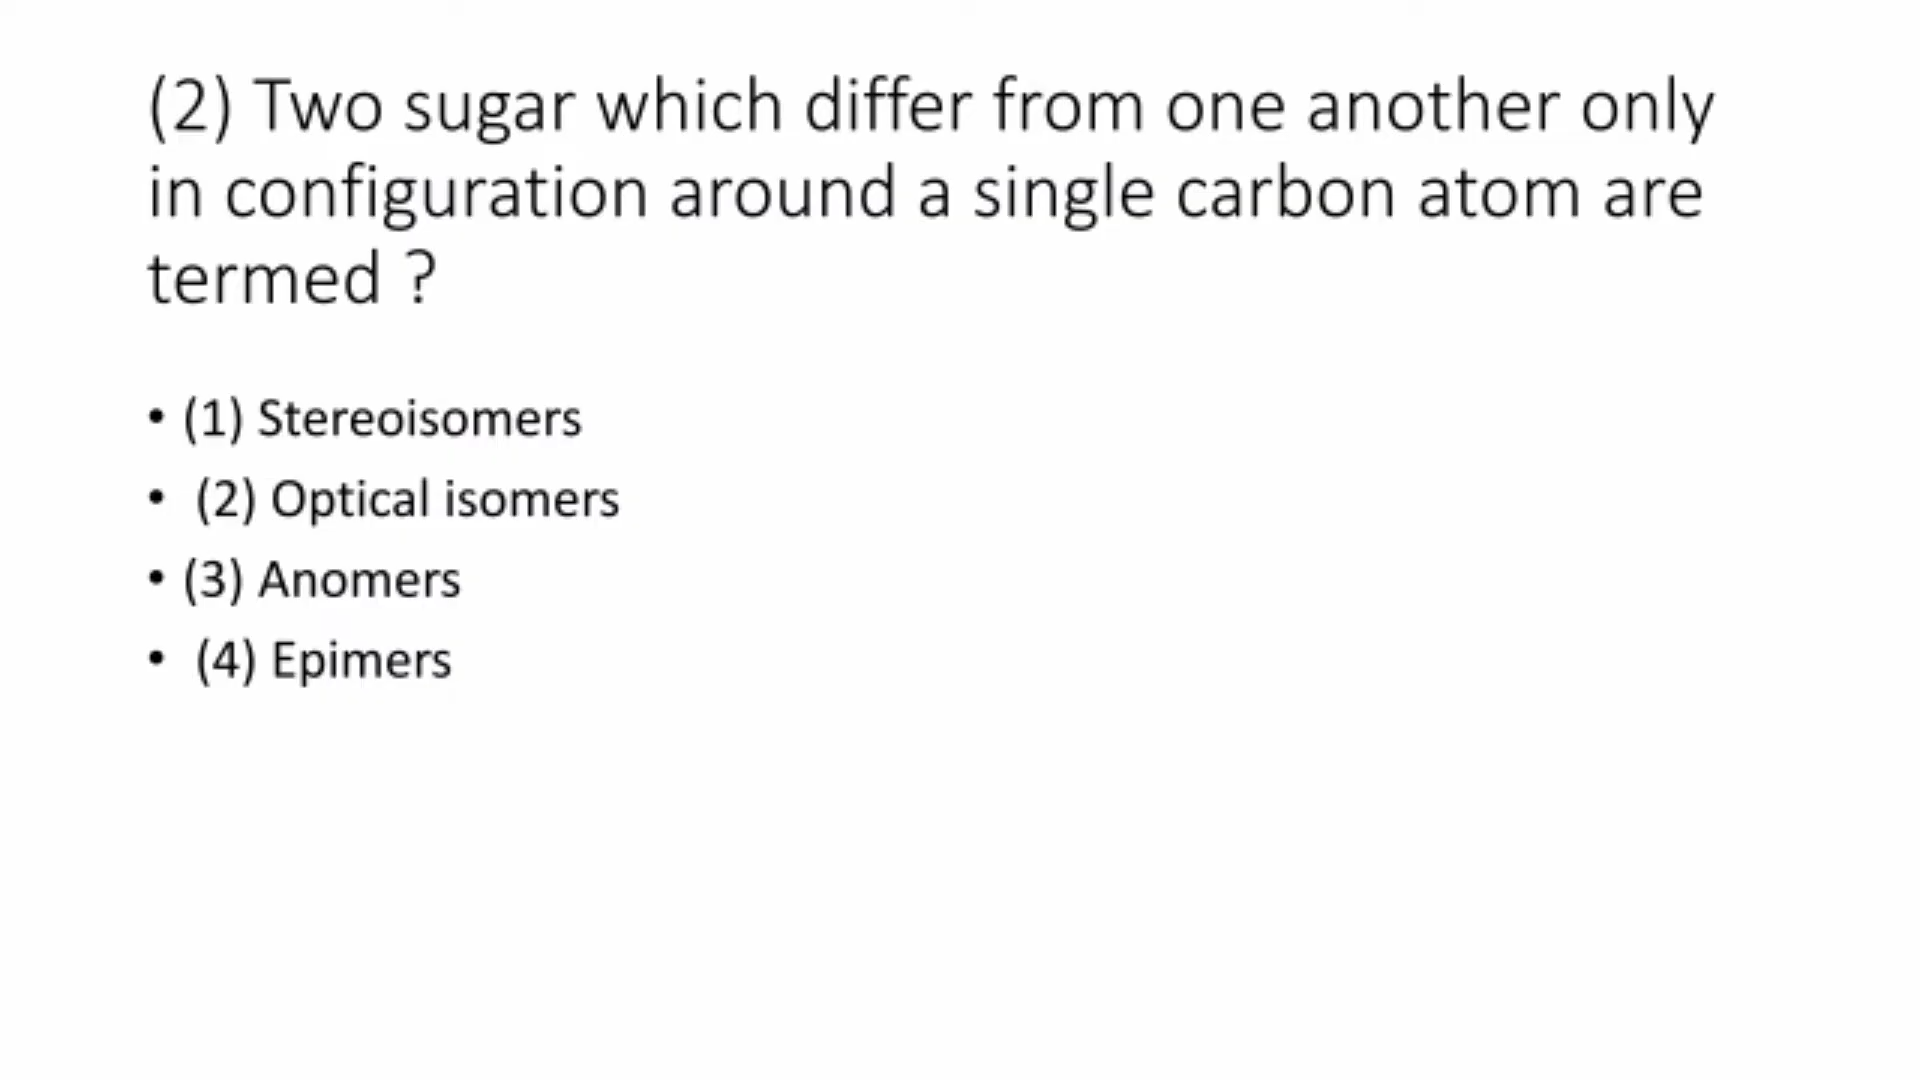 (2) Two sugar which differ from one another only
in configuration around a single carbon atom are
termed ?
• (1) Stereoisomers
• (2) Optical isomers
• (3) Anomers
• (4) Epimers